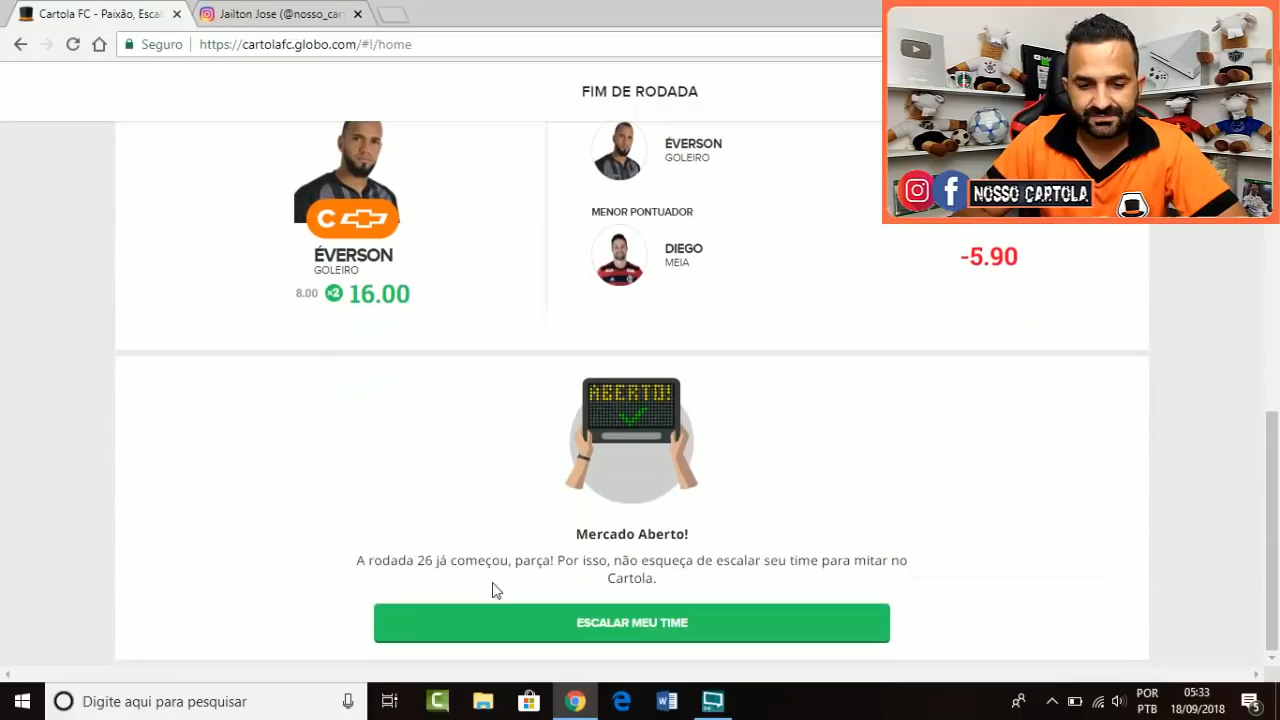 Cartola FC - Paixão, Escal
Jailton Jose (@nosso_cart
Seguro
https://cartolafc.globo.com/#!/home
FIM DE RODADA
ÉVERSON
GOLEIRO
MENOR PONTUADOR
DIEGO
MEIA
-5.90
C
ÉVERSON
GOLEIRO
8.00 x2 16.00
NOSSO CARTOLA
ABERTO!
Mercado Aberto!
A rodada 26 já começou, parça! Por isso, não esqueça de escalar seu time para mitar no
Cartola.
ESCALAR MEU TIME
Digite aqui para pesquisar
POR
PTB
05:33
18/09/2018
5